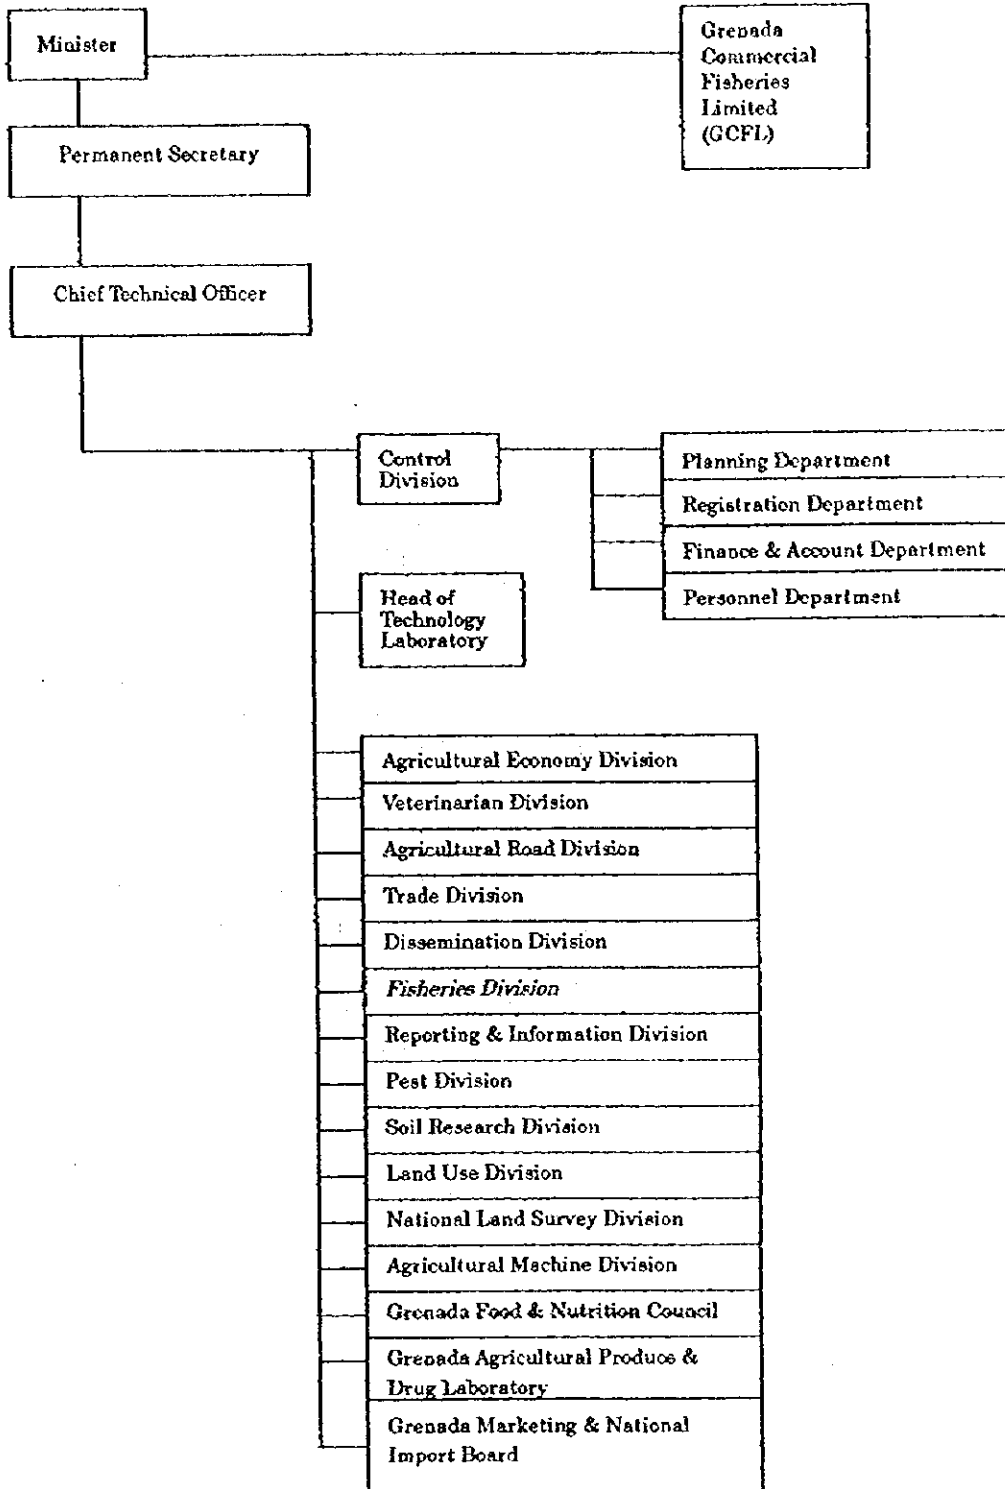 Minister
Grenada
Commercial
Fisheries
Limited
(GCFL)
Permanent Secretary
Chief Technical Officer
Control
Division
Planning Department
Registration Department
Finance & Account Department
Personnel Department
Head of
Technology
Laboratory
Agricultural Economy Division
Veterinarian Division
Agricultural Road Division
Trade Division
Dissemination Division
Fisheries Division
Reporting & Information Division
Pest Division
Soil Research Division
Land Use Division
National Land Survey Division
Agricultural Machine Division
Grenada Food & Nutrition Council
Grenada Agricultural Produce &
Drug Laboratory
Grenada Marketing & National
Import Board